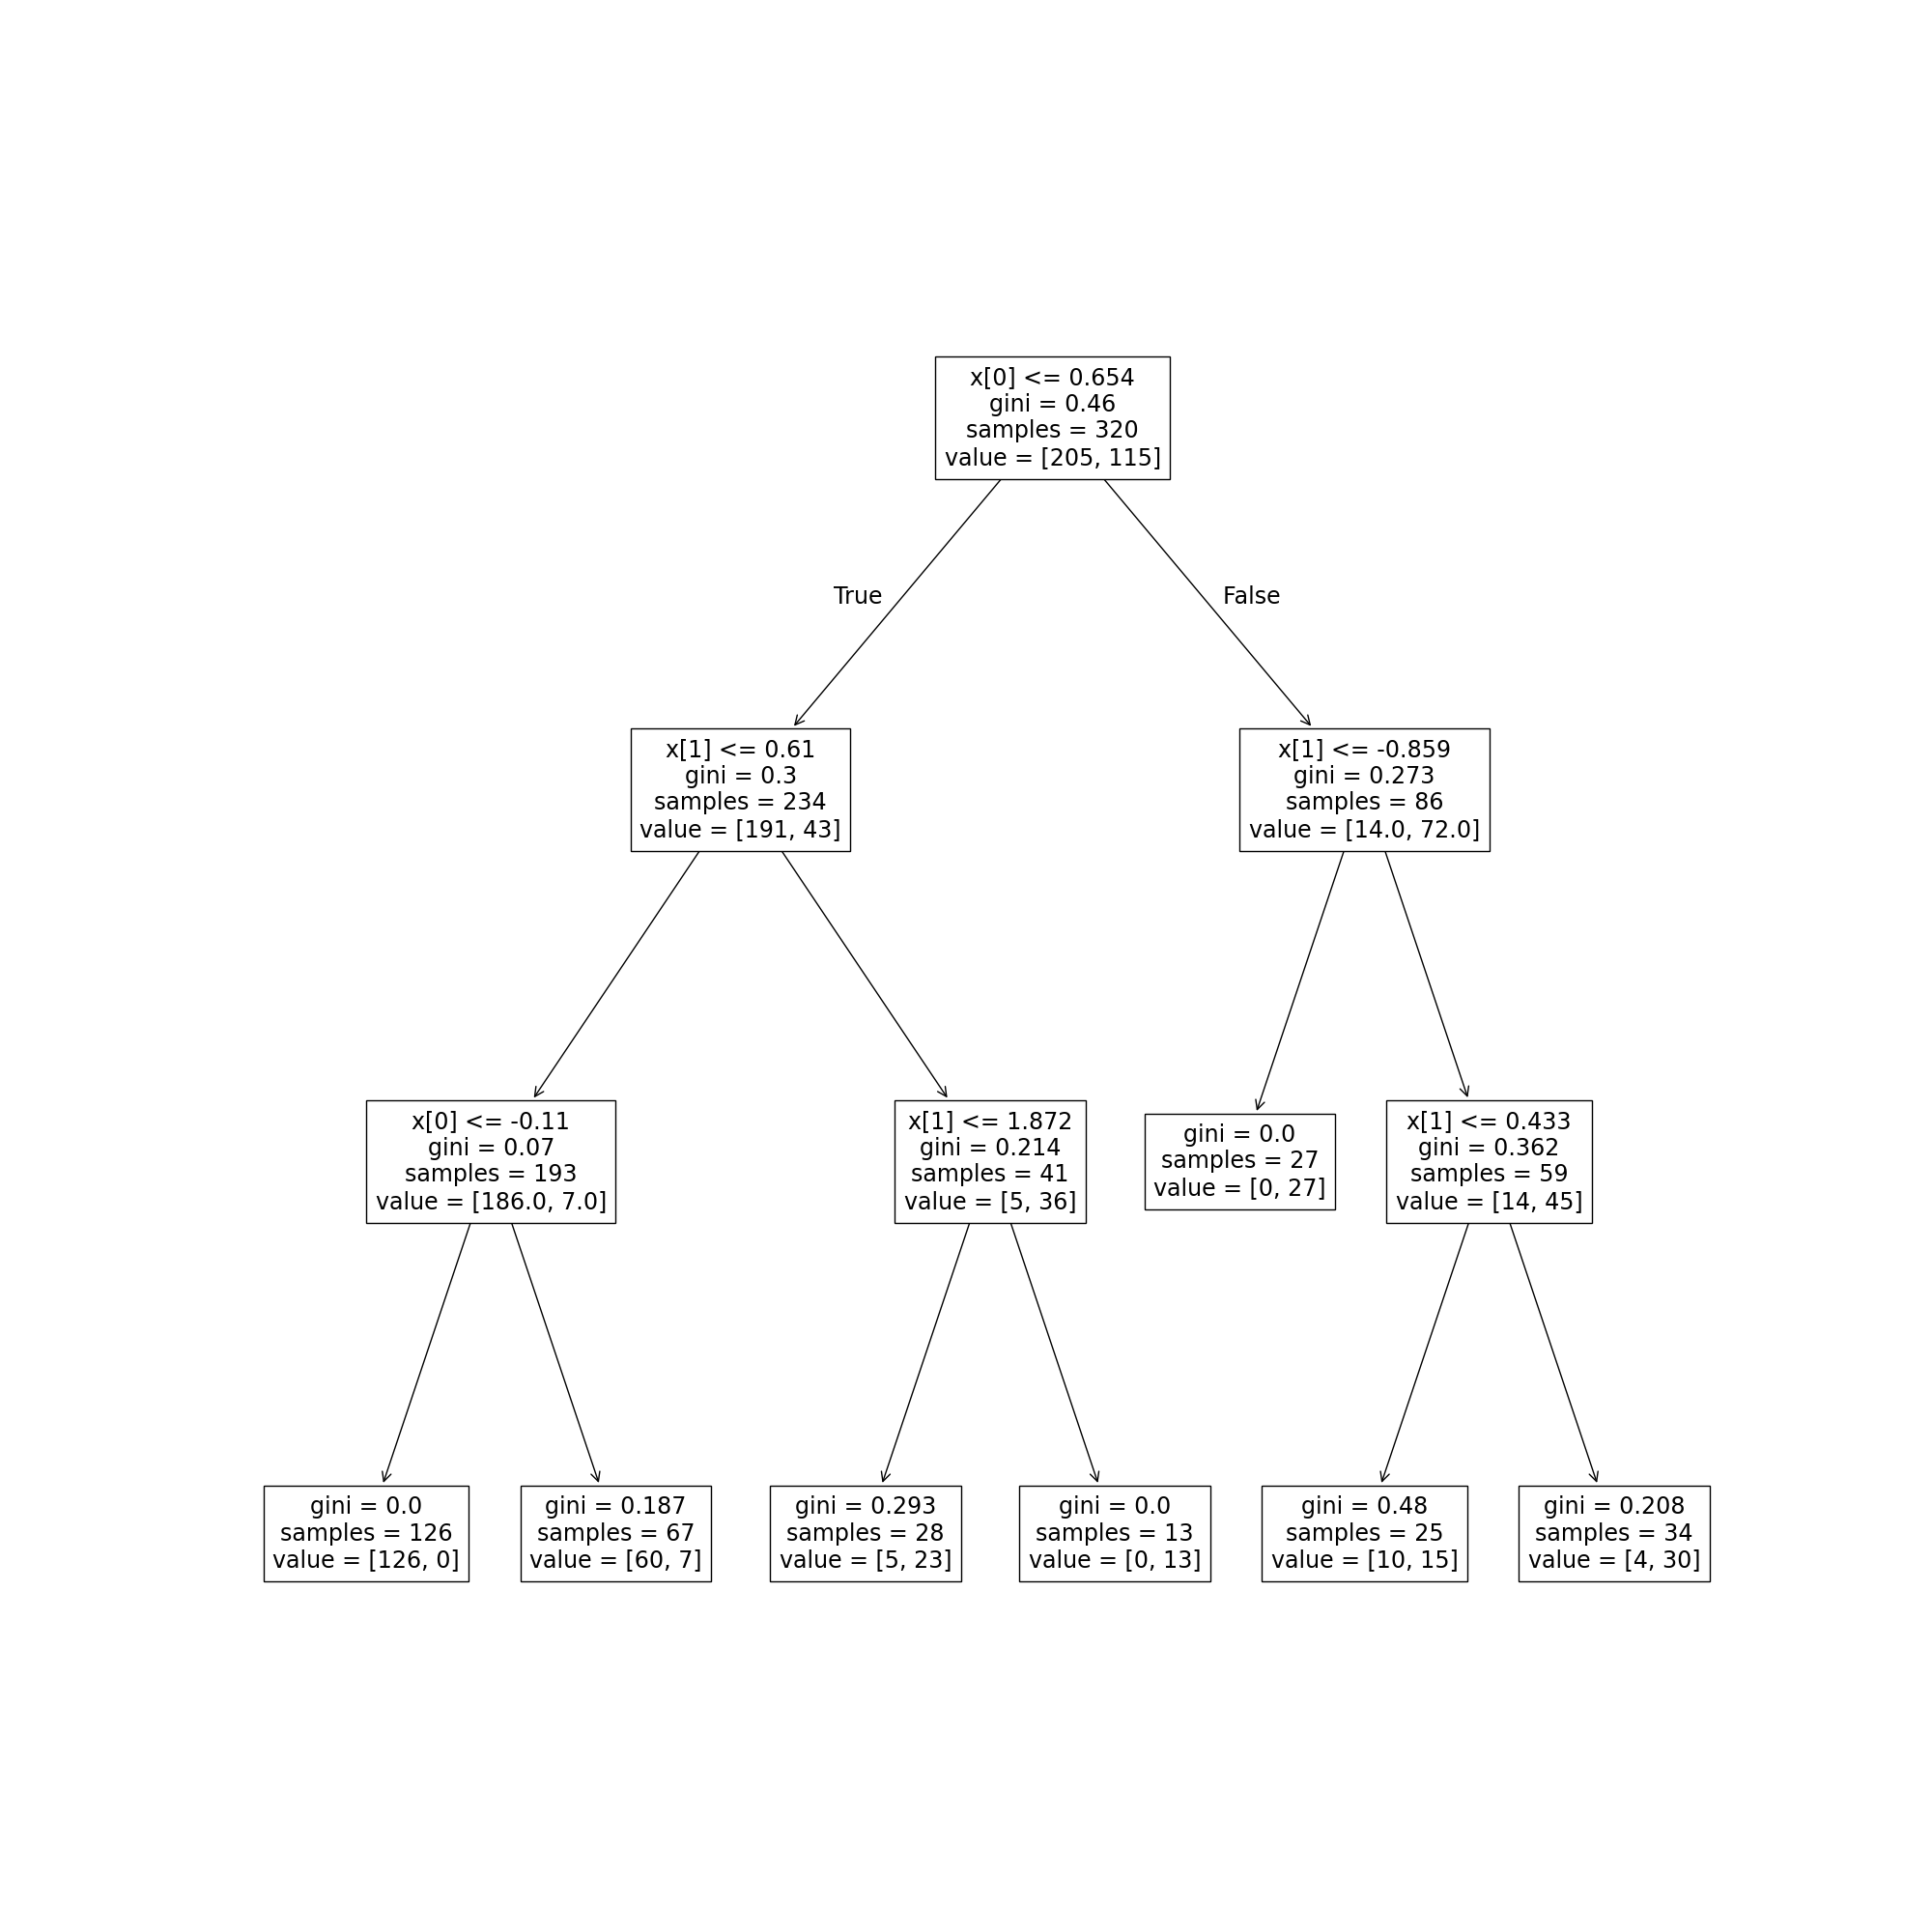 x[0] <= 0.654
gini = 0.46
samples = 320
value = [205, 115]
True
False
x[1] <= 0.61
gini = 0.3
samples = 234
value = [191, 43]
x[1] <= -0.859
gini = 0.273
samples = 86
value = [14.0, 72.0]
x[0] <= -0.11
gini = 0.07
samples = 193
value = [186.0, 7.0]
x[1] <= 1.872
gini = 0.214
samples = 41
value = [5, 36]
gini = 0.0
samples = 27
value = [0, 27]
x[1] <= 0.433
gini = 0.362
samples = 59
value = [14, 45]
gini = 0.0
samples = 126
value = [126, 0]
gini = 0.187
samples = 67
value = [60, 7]
gini = 0.293
samples = 28
value = [5, 23]
gini = 0.0
samples = 13
value = [0, 13]
gini = 0.48
samples = 25
value = [10, 15]
gini = 0.208
samples = 34
value = [4, 30]